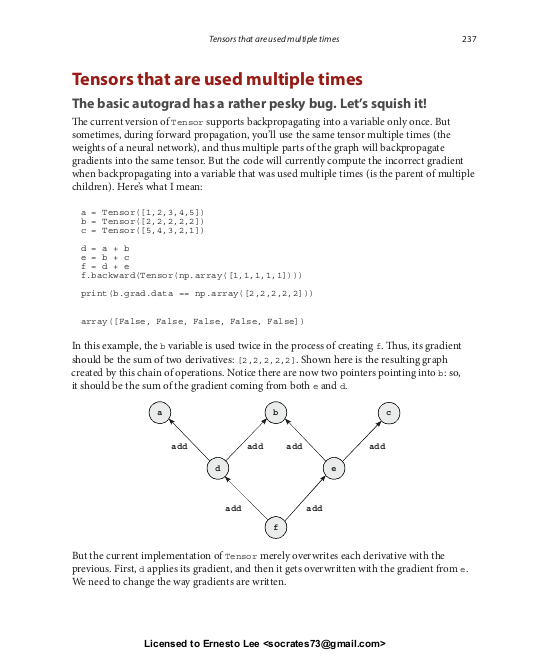 Tensors that are used multiple times 237
Tensors that are used multiple times
The basic autograd has a rather pesky bug. Let's squish it!
The current version of Tensor supports backpropagating into a variable only once. But
sometimes, during forward propagation, you'll use the same tensor multiple times (the
weights of a neural network), and thus multiple parts of the graph will backpropagate
gradients into the same tensor. But the code will currently compute the incorrect gradient
when backpropagating into a variable that was used multiple times (is the parent of multiple
children). Here's what I mean:
a = Tensor([1,2,3,4,5])
b = Tensor([2,2,2,2,2])
c = Tensor([5,4,3,2,1])
d = a + b
e = b + c
f = d + e
f.backward(Tensor(np.array([1,1,1,1,1])))
print(b.grad.data == np.array([2,2,2,2,2]))
array([False, False, False, False, False])
In this example, the b variable is used twice in the process of creating f. Thus, its gradient
should be the sum of two derivatives: [2,2,2,2,2]. Shown here is the resulting graph
created by this chain of operations. Notice there are now two pointers pointing into b: so,
it should be the sum of the gradient coming from both e and d.
a b c
add add add add
d e
add add
f
But the current implementation of Tensor merely overwrites each derivative with the
previous. First, d applies its gradient, and then it gets overwritten with the gradient from e.
We need to change the way gradients are written.
Licensed to Ernesto Lee <socrates73@gmail.com>